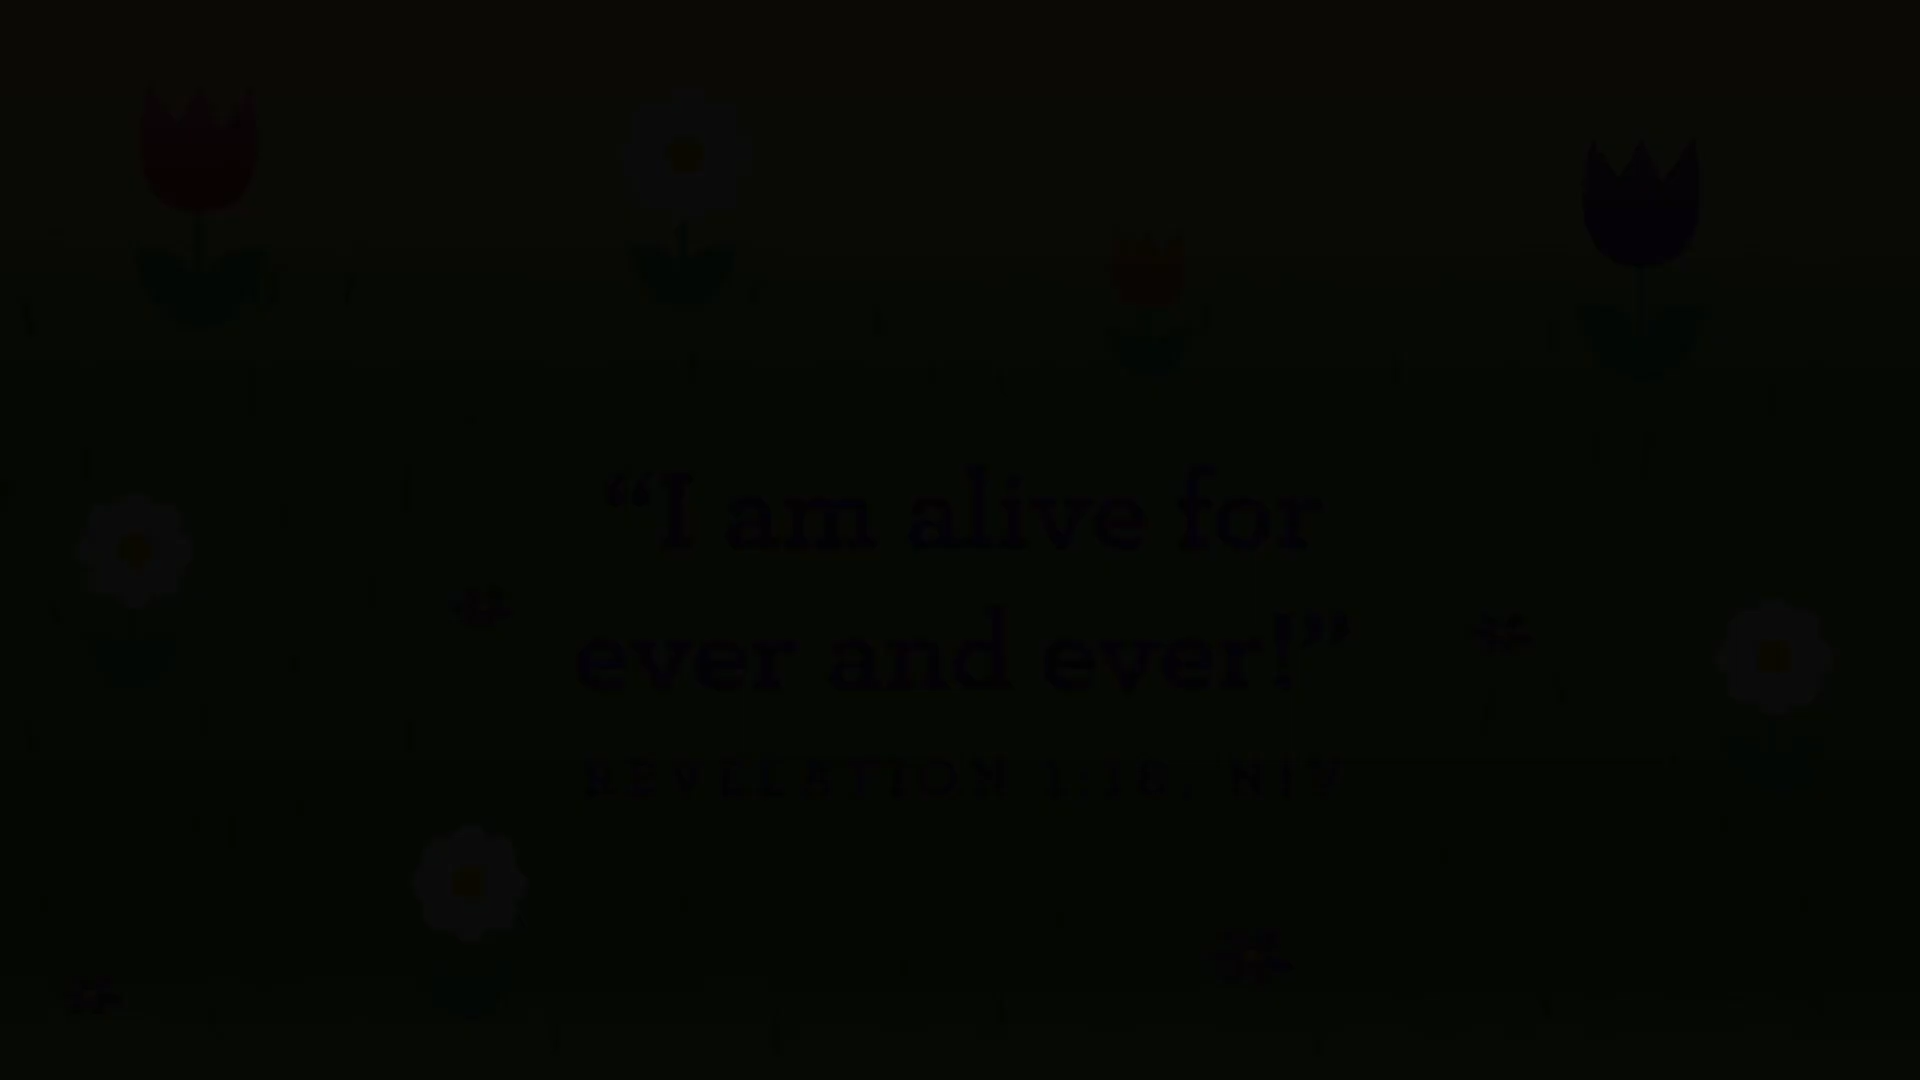 “I am alive for
ever and ever!”
REVELATION 1:18, NIV